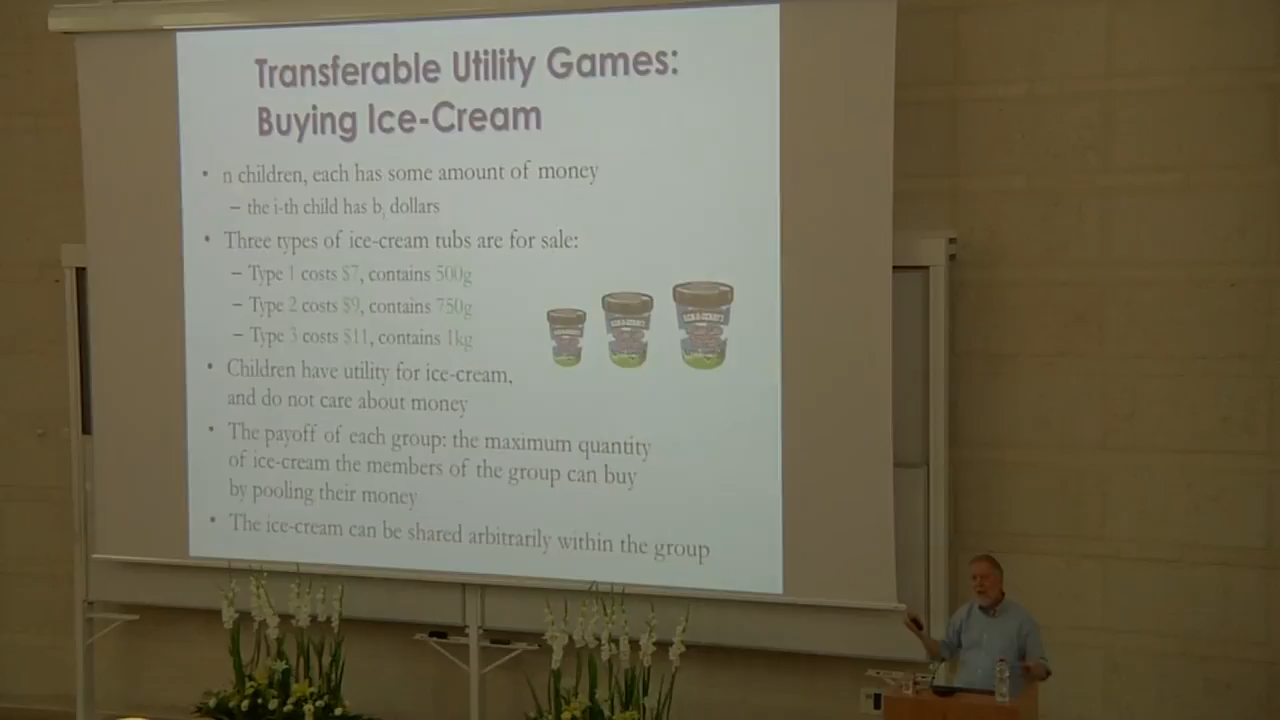 Transferable Utility Games:
Buying Ice-Cream
• n children, each has some amount of money
– the i-th child has bi dollars
• Three types of ice-cream tubs are for sale:
– Type 1 costs $7, contains 500g
– Type 2 costs $9, contains 750g
– Type 3 costs $11, contains 1kg
• Children have utility for ice-cream,
and do not care about money
• The payoff of each group: the maximum quantity
of ice-cream the members of the group can buy
by pooling their money
• The ice-cream can be shared arbitrarily within the group